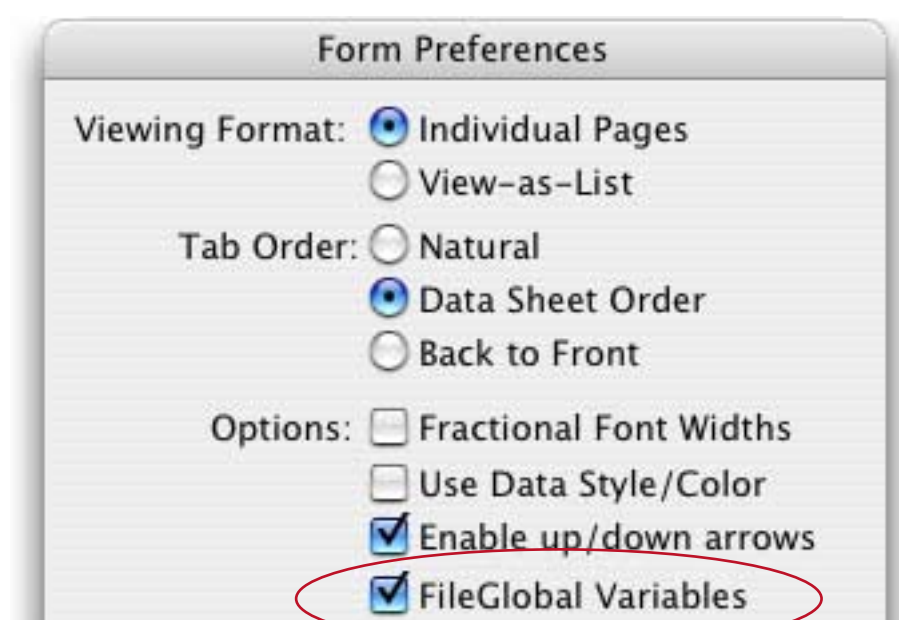 Form Preferences
Viewing Format: Individual Pages
View-as-List
Tab Order: Natural
Data Sheet Order
Back to Front
Options: Fractional Font Widths
Use Data Style/Color
Enable up/down arrows
FileGlobal Variables